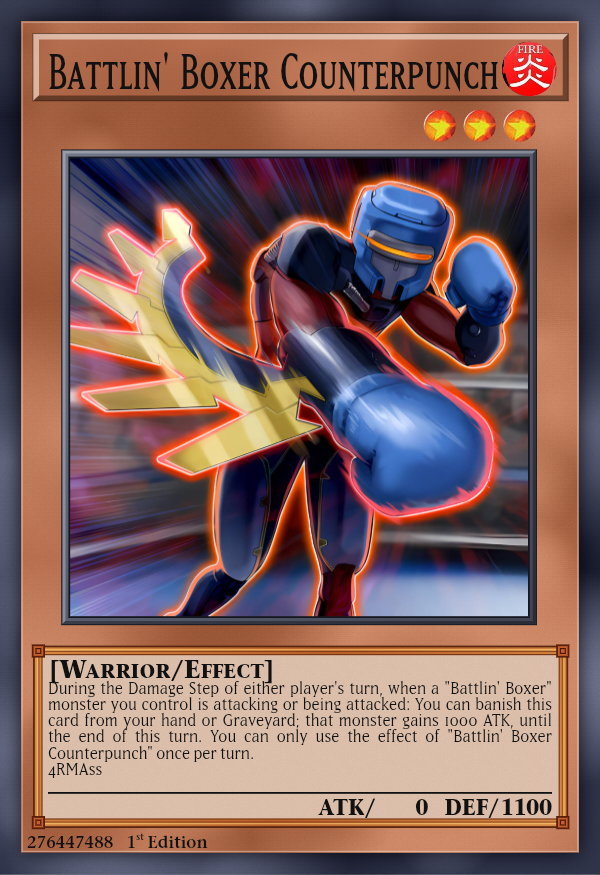 Battlin' Boxer Counterpunch
FIRE
炎
[Warrior/Effect]
During the Damage Step of either player's turn, when a "Battlin' Boxer"
monster you control is attacking or being attacked: You can banish this
card from your hand or Graveyard; that monster gains 1000 ATK, until
the end of this turn. You can only use the effect of "Battlin' Boxer
Counterpunch" once per turn.
4RMAss
ATK/ 0 DEF/1100
276447488 1st Edition